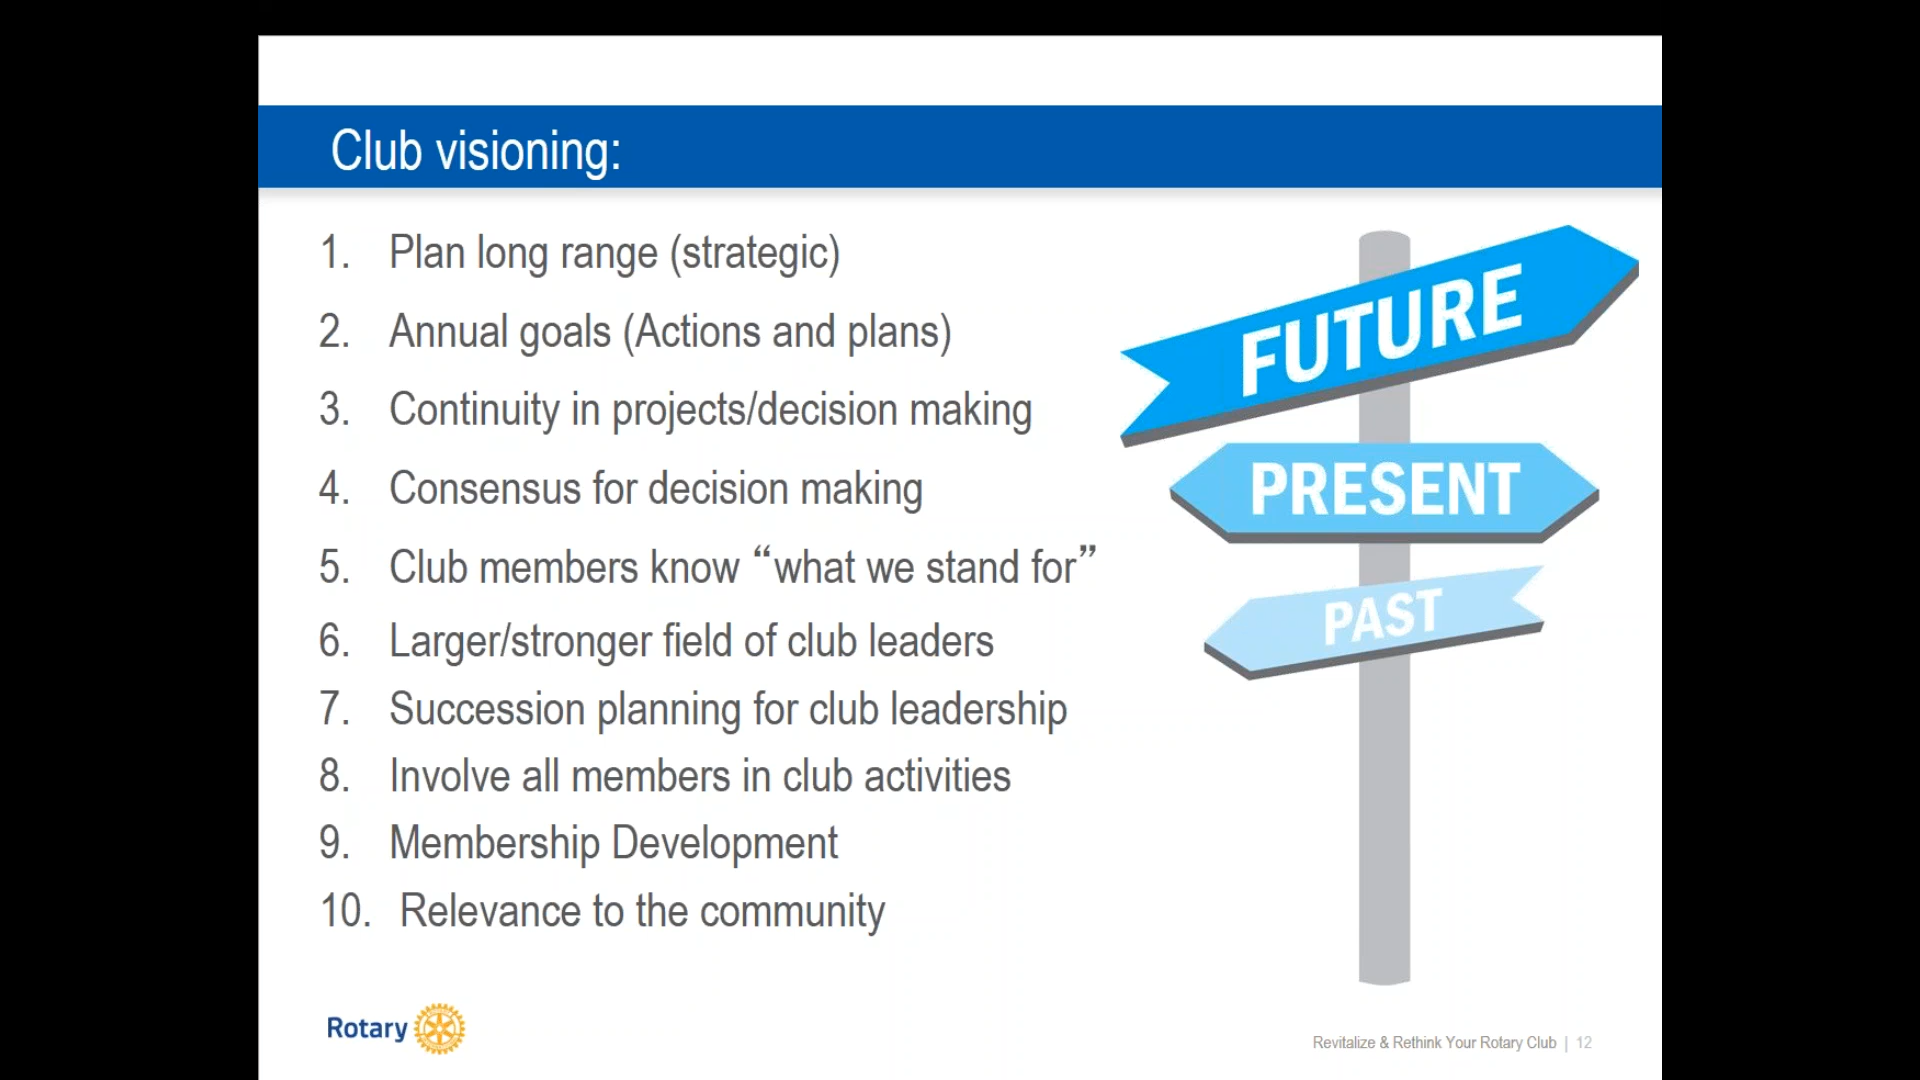 Club visioning:
1. Plan long range (strategic)
2. Annual goals (Actions and plans)
3. Continuity in projects/decision making
4. Consensus for decision making
5. Club members know “what we stand for”
6. Larger/stronger field of club leaders
7. Succession planning for club leadership
8. Involve all members in club activities
9. Membership Development
10. Relevance to the community
FUTURE
PRESENT
PAST
Rotary
Revitalize & Rethink Your Rotary Club | 12